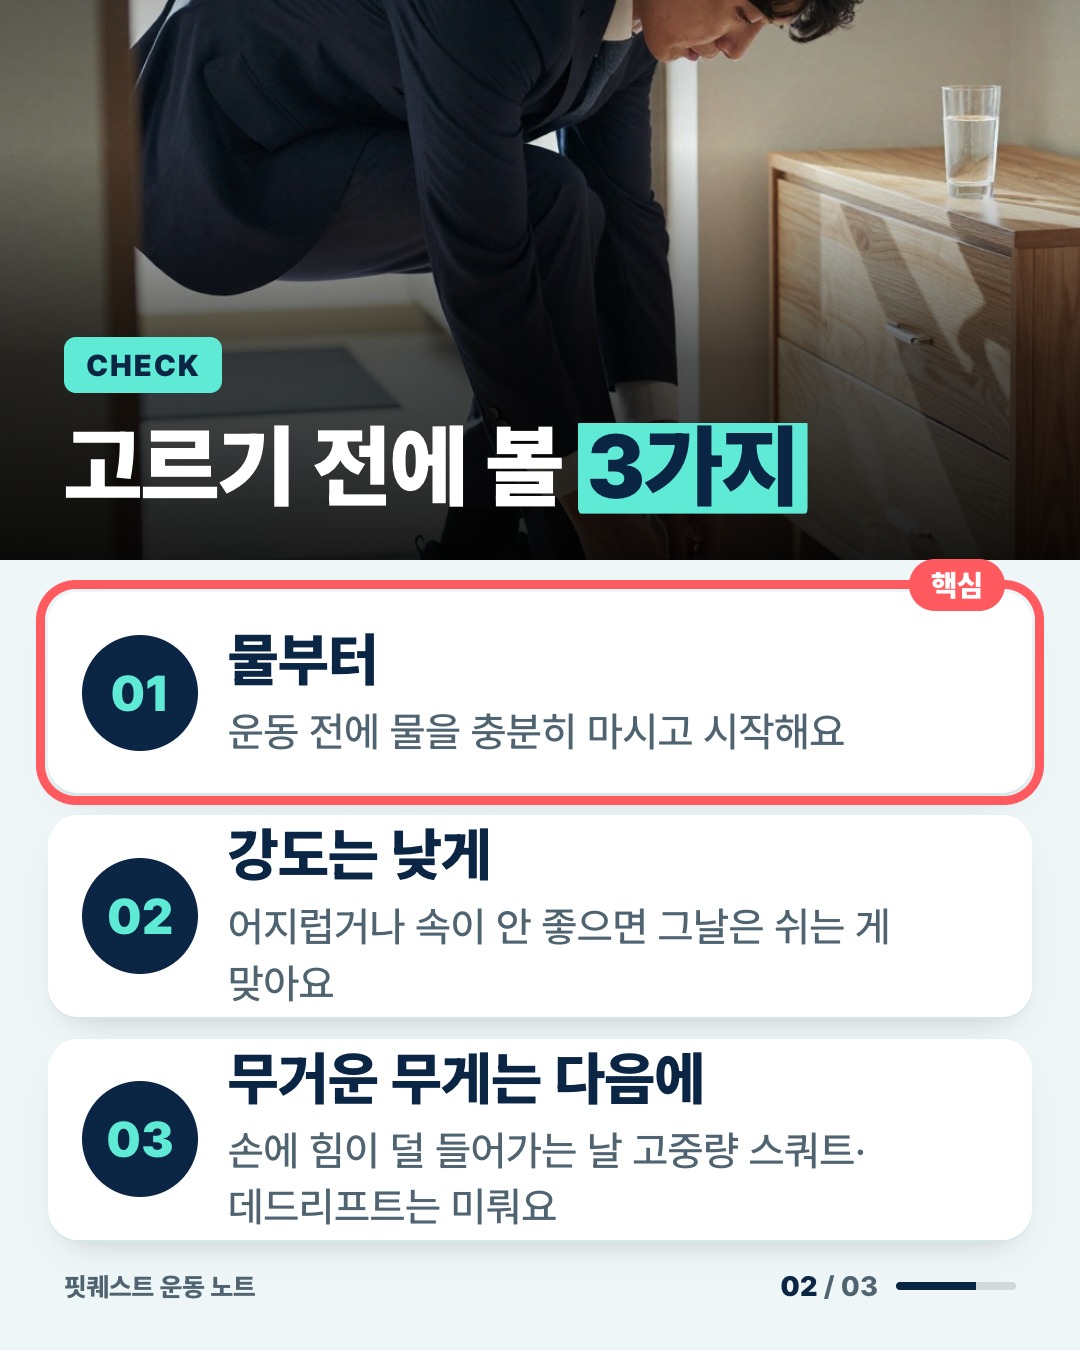 CHECK
고르기 전에 볼 3가지
핵심
01
물부터
운동 전에 물을 충분히 마시고 시작해요
02
강도는 낮게
어지럽거나 속이 안 좋으면 그날은 쉬는 게
맞아요
03
무거운 무게는 다음에
손에 힘이 덜 들어가는 날 고중량 스쿼트·
데드리프트는 미뤄요
핏퀘스트 운동 노트
02 / 03